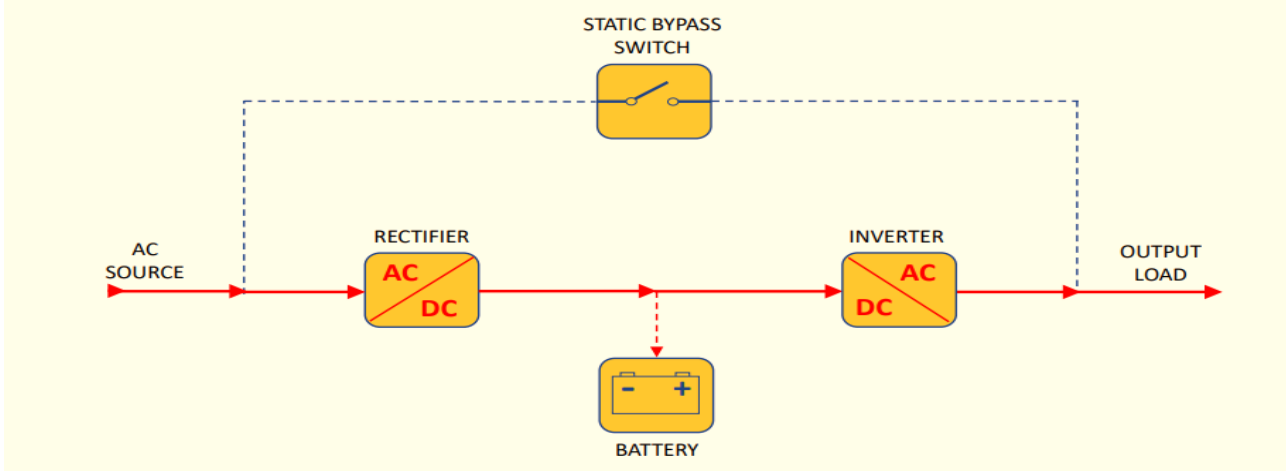 STATIC BYPASS
SWITCH
AC
SOURCE
RECTIFIER
AC
DC
INVERTER
AC
DC
OUTPUT
LOAD
- +
BATTERY